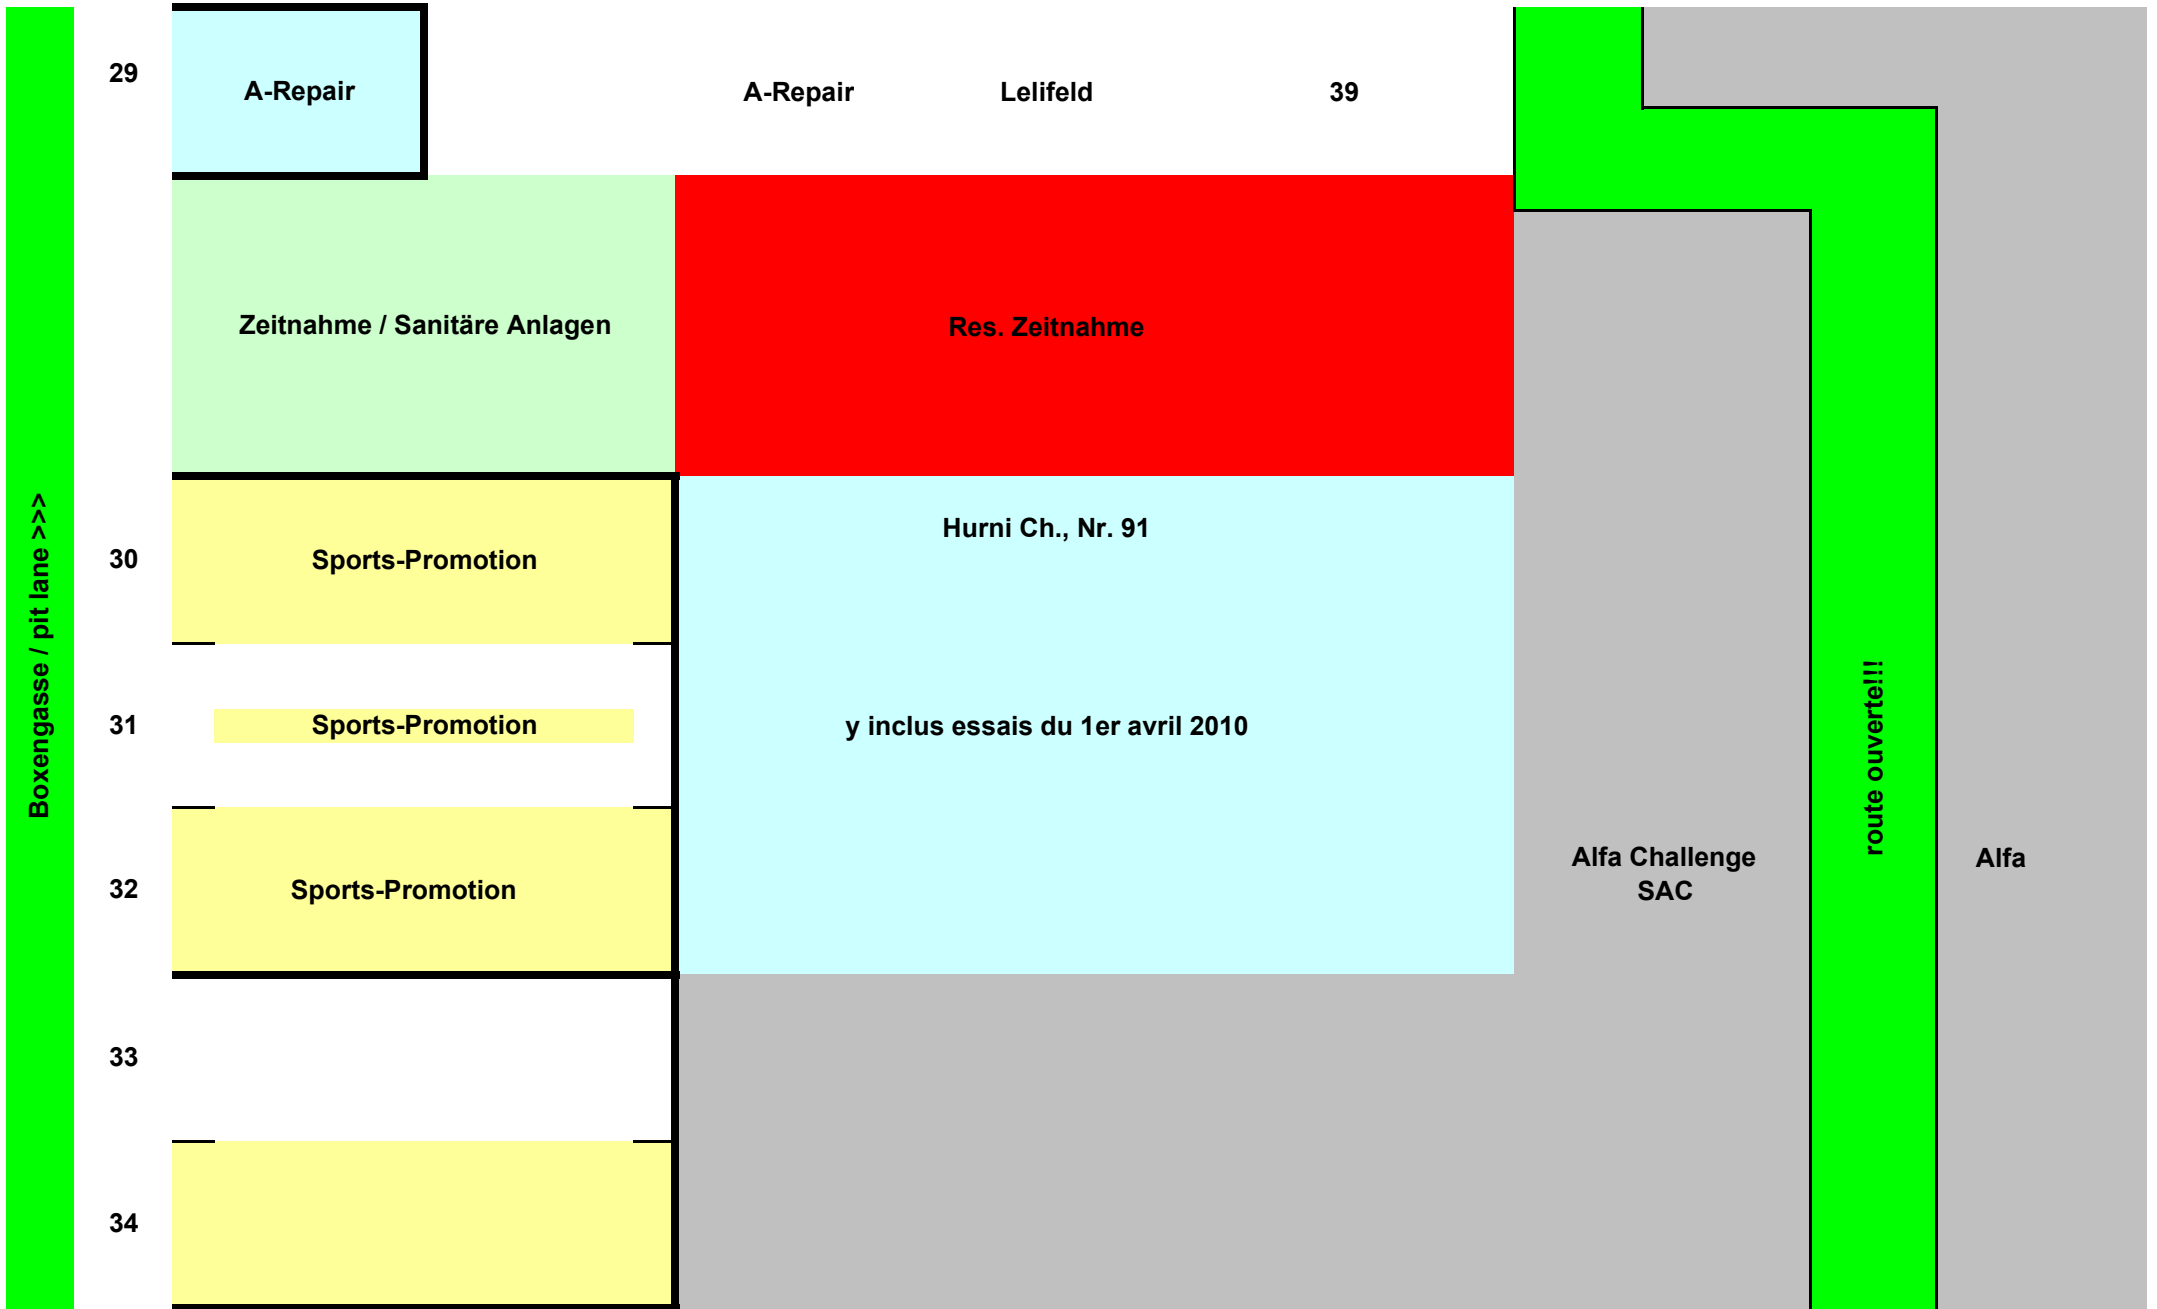 29
A-Repair
A-Repair
Lelifeld
39
Zeitnahme / Sanitäre Anlagen
Res. Zeitnahme
Boxengasse / pit lane >>>
30
Sports-Promotion
Hurni Ch., Nr. 91
31
Sports-Promotion
y inclus essais du 1er avril 2010
route ouverte!!!
32
Sports-Promotion
Alfa Challenge
SAC
Alfa
33
34